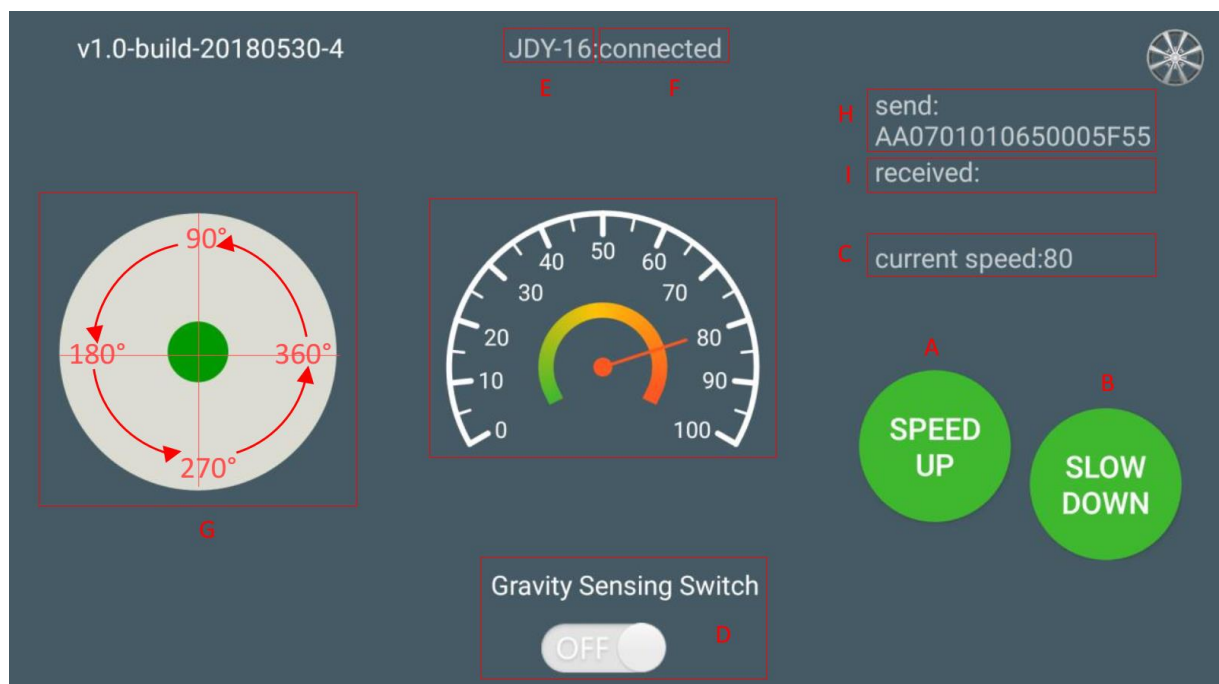 v1.0-build-20180530-4
JDY-16:connected
E
F
H
send:
AA0701010650005F55
I
received:
C
current speed:80
90°
180°
360°
270°
G
0
10
20
30
40
50
60
70
80
90
100
A
SPEED
UP
B
SLOW
DOWN
Gravity Sensing Switch
OFF
D